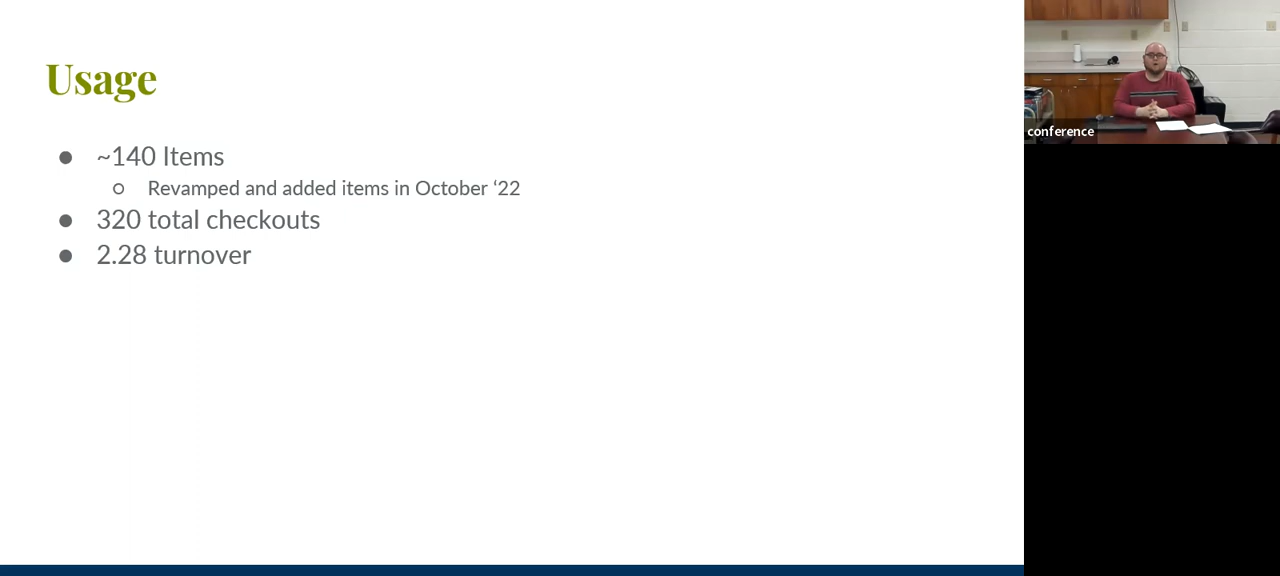 Usage
● ~140 Items
○ Revamped and added items in October ‘22
● 320 total checkouts
● 2.28 turnover
conference